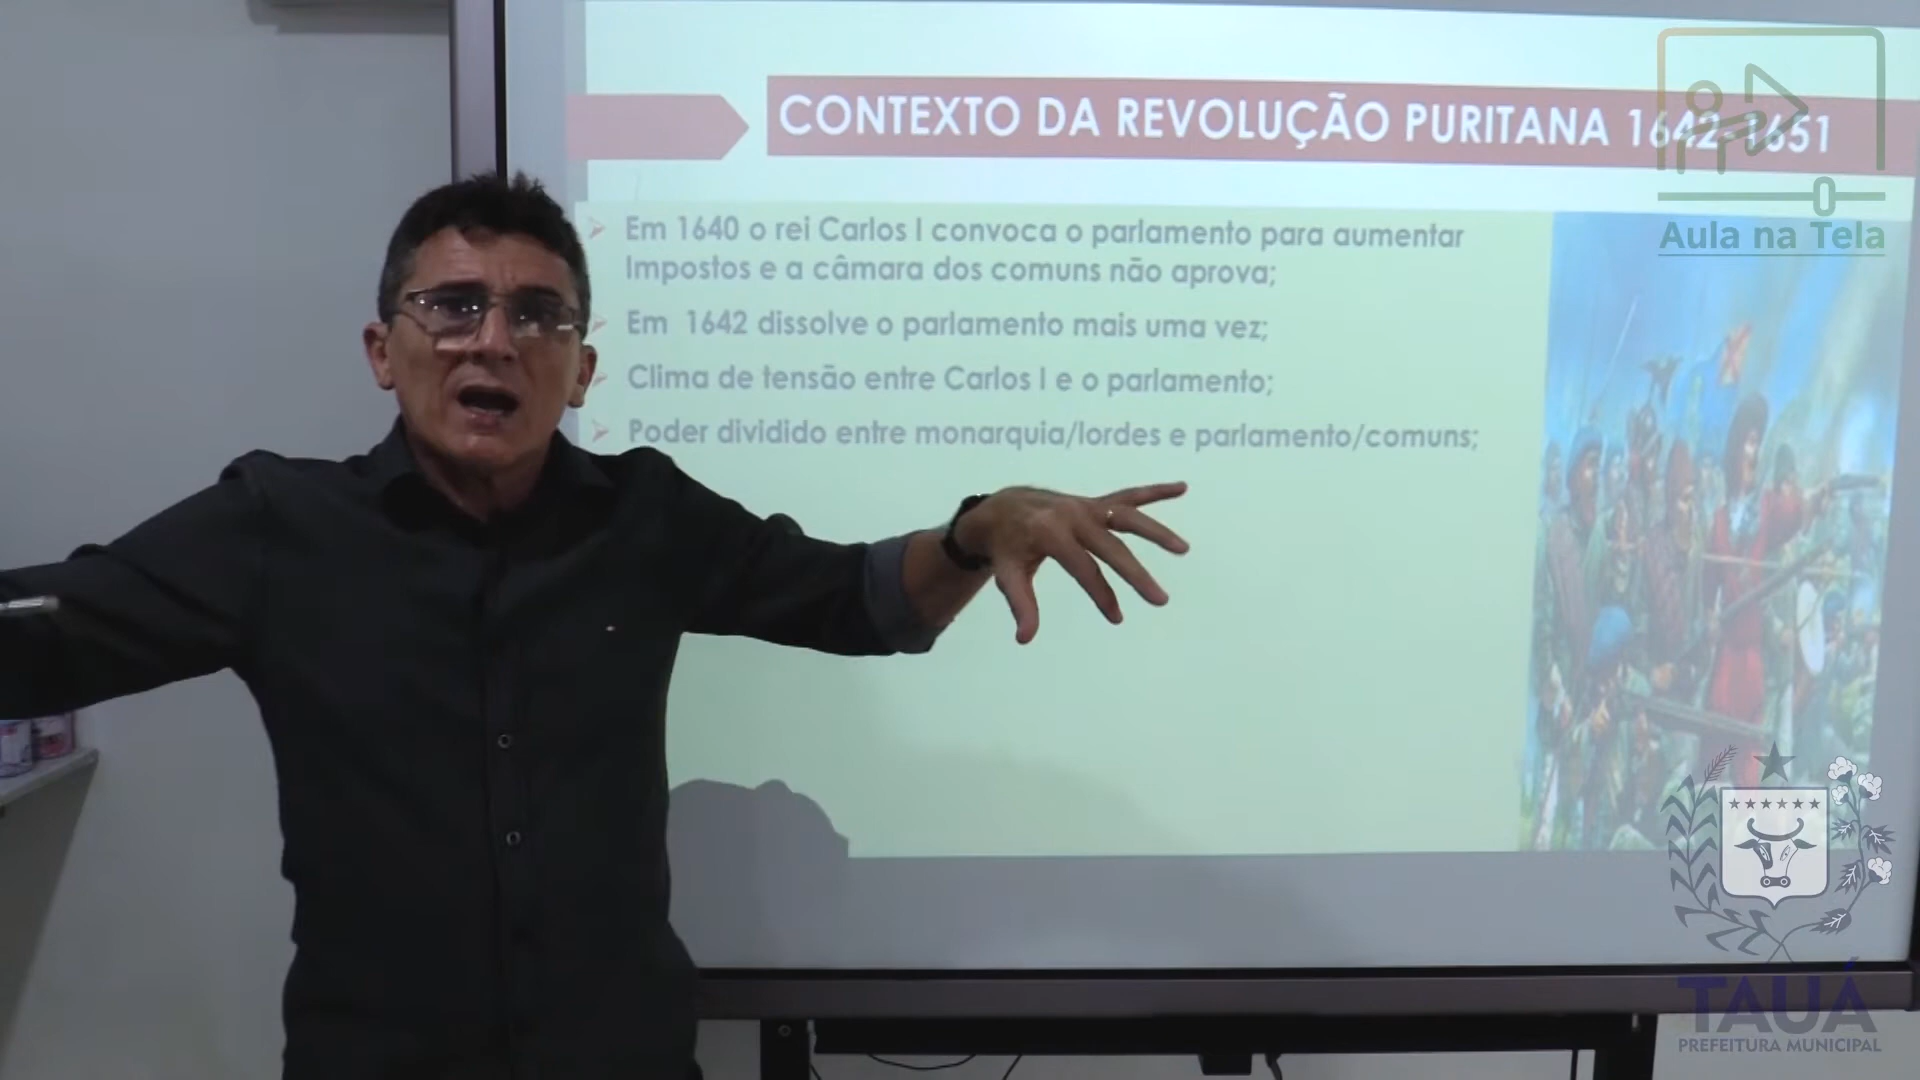 CONTEXTO DA REVOLUÇÃO PURITANA 1642-1651
Em 1640 o rei Carlos I convoca o parlamento para aumentar
Impostos e a câmara dos comuns não aprova;
Em 1642 dissolve o parlamento mais uma vez;
Clima de tensão entre Carlos I e o parlamento;
Poder dividido entre monarquia/lordes e parlamento/comuns;
Aula na Tela
TAUÁ
PREFEITURA MUNICIPAL